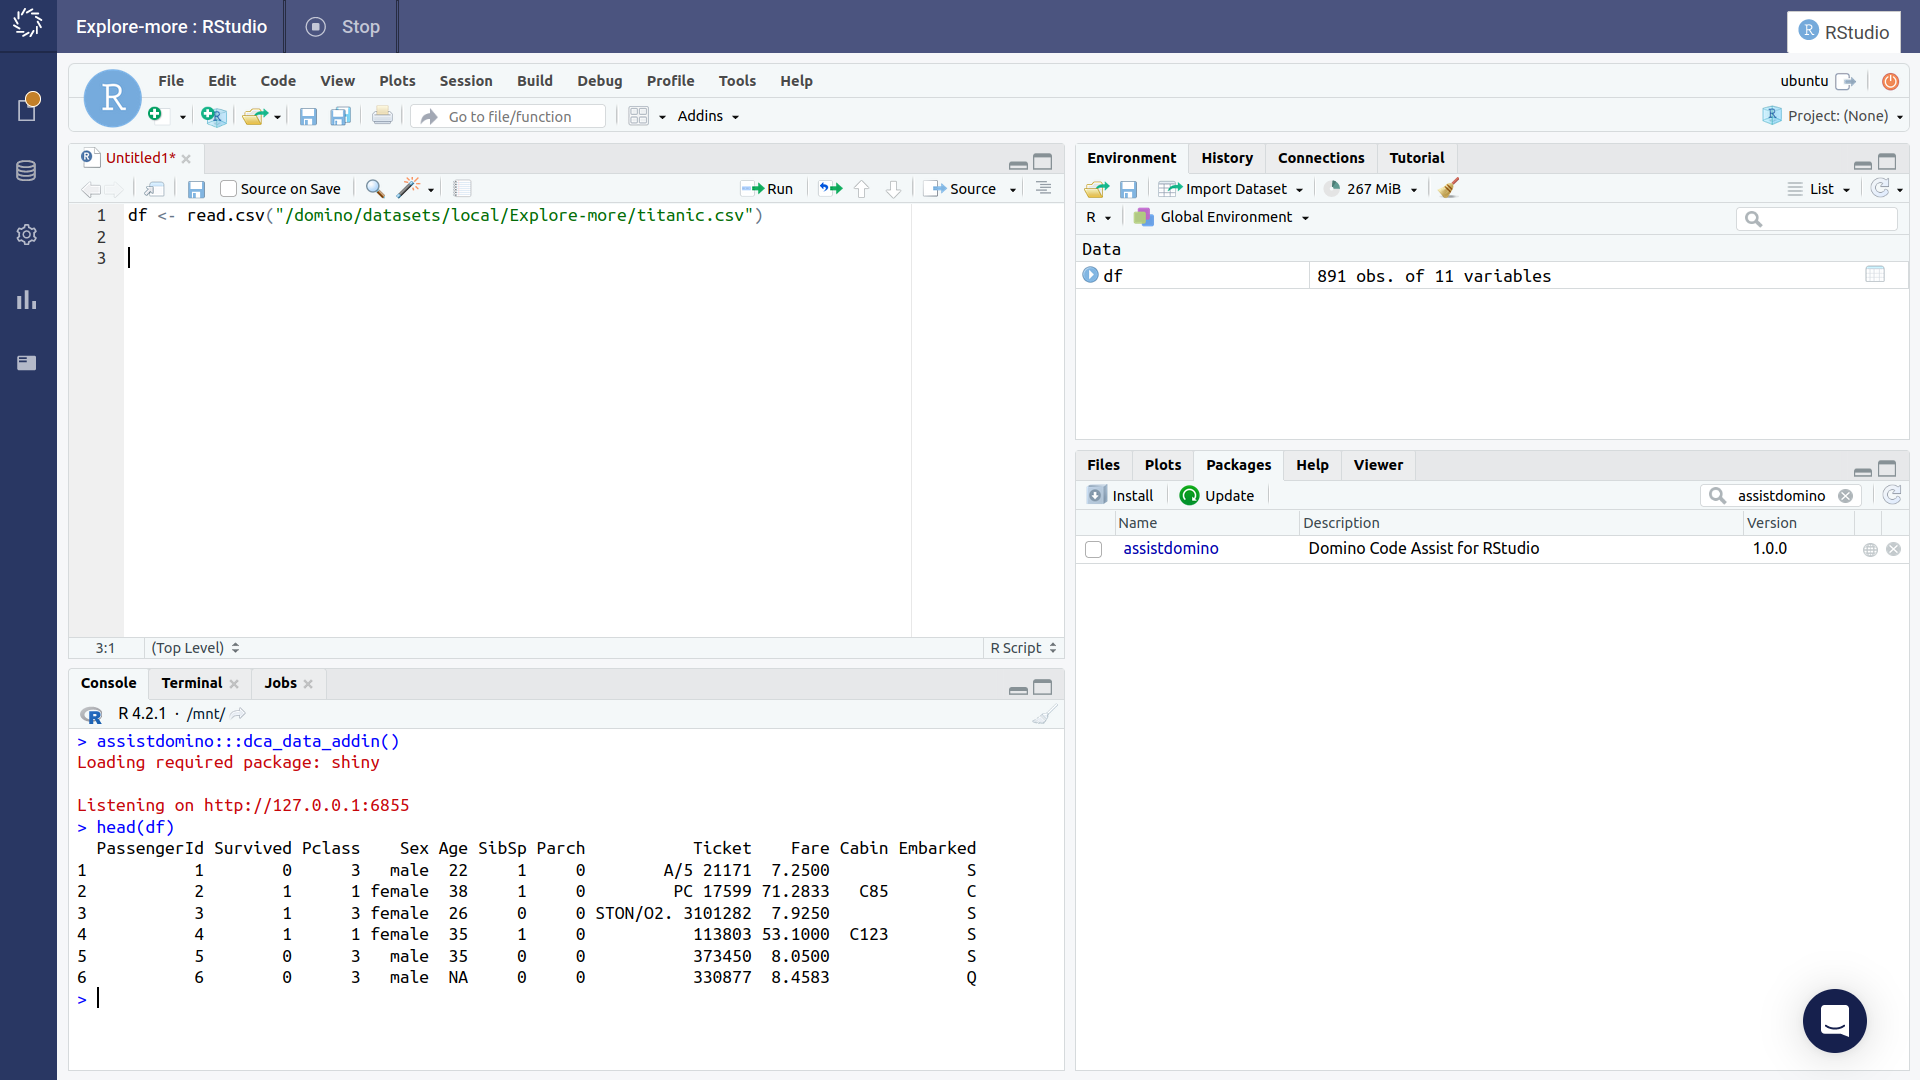 Explore-more : RStudio
Stop
R RStudio
R
File Edit Code View Plots Session Build Debug Profile Tools Help
ubuntu
Go to file/function
Addins
R Project: (None)
Untitled1*
Source on Save
Run
Source
1 df <- read.csv("/domino/datasets/local/Explore-more/titanic.csv")
2
3
3:1 (Top Level) R Script
Console Terminal Jobs
R 4.2.1 · /mnt/
> assistdomino:::dca_data_addin()
Loading required package: shiny
Listening on http://127.0.0.1:6855
> head(df)
PassengerId Survived Pclass Sex Age SibSp Parch Ticket Fare Cabin Embarked
1 1 0 3 male 22 1 0 A/5 21171 7.2500 S
2 2 1 1 female 38 1 0 PC 17599 71.2833 C85 C
3 3 1 3 female 26 0 0 STON/O2. 3101282 7.9250 S
4 4 1 1 female 35 1 0 113803 53.1000 C123 S
5 5 0 3 male 35 0 0 373450 8.0500 S
6 6 0 3 male NA 0 0 330877 8.4583 Q
>
Environment History Connections Tutorial
Import Dataset 267 MiB List
R Global Environment
Data
df 891 obs. of 11 variables
Files Plots Packages Help Viewer
Install Update assistdomino
Name Description Version
assistdomino Domino Code Assist for RStudio 1.0.0